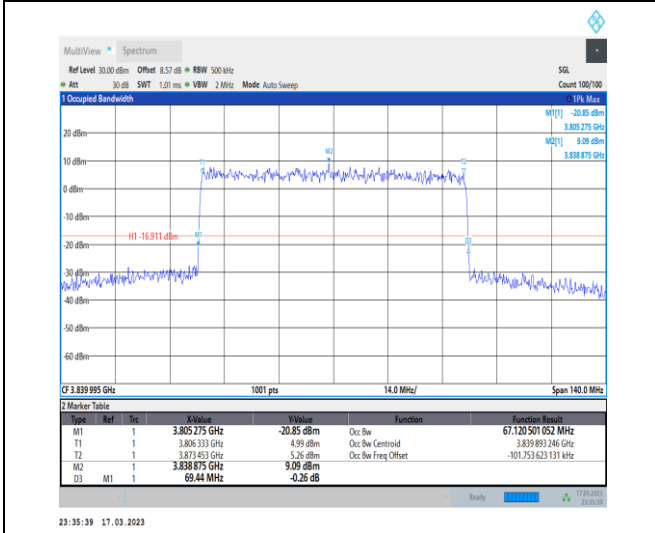 MultiView Spectrum
Ref Level 30.00 dBm Offset 8.57 dB RBW 500 kHz SGL
Att 30 dB SWT 1.01 ms VBW 2 MHz Mode Auto Sweep Count 100/100
1 Occupied Bandwidth 1Pk Max
M1[1] -20.85 dBm
3.805 275 GHz
M2[1] 9.09 dBm
3.838 875 GHz
20 dBm
M2
10 dBm
T1 T2
0 dBm
-10 dBm
H1 -16.911 dBm M1
-20 dBm D3
-30 dBm
-40 dBm
-50 dBm
-60 dBm
CF 3.839 995 GHz 1001 pts 14.0 MHz/ Span 140.0 MHz
2 Marker Table
Type Ref Trc X-Value Y-Value Function Function Result
M1 1 3.805 275 GHz -20.85 dBm Occ Bw 67.120 501 052 MHz
T1 1 3.806 333 GHz 4.99 dBm Occ Bw Centroid 3.839 893 246 GHz
T2 1 3.873 453 GHz 5.26 dBm Occ Bw Freq Offset -101.753 623 131 kHz
M2 1 3.838 875 GHz 9.09 dBm
D3 M1 1 69.44 MHz -0.26 dB
Ready 17.03.2023
23:35:39
23:35:39 17.03.2023